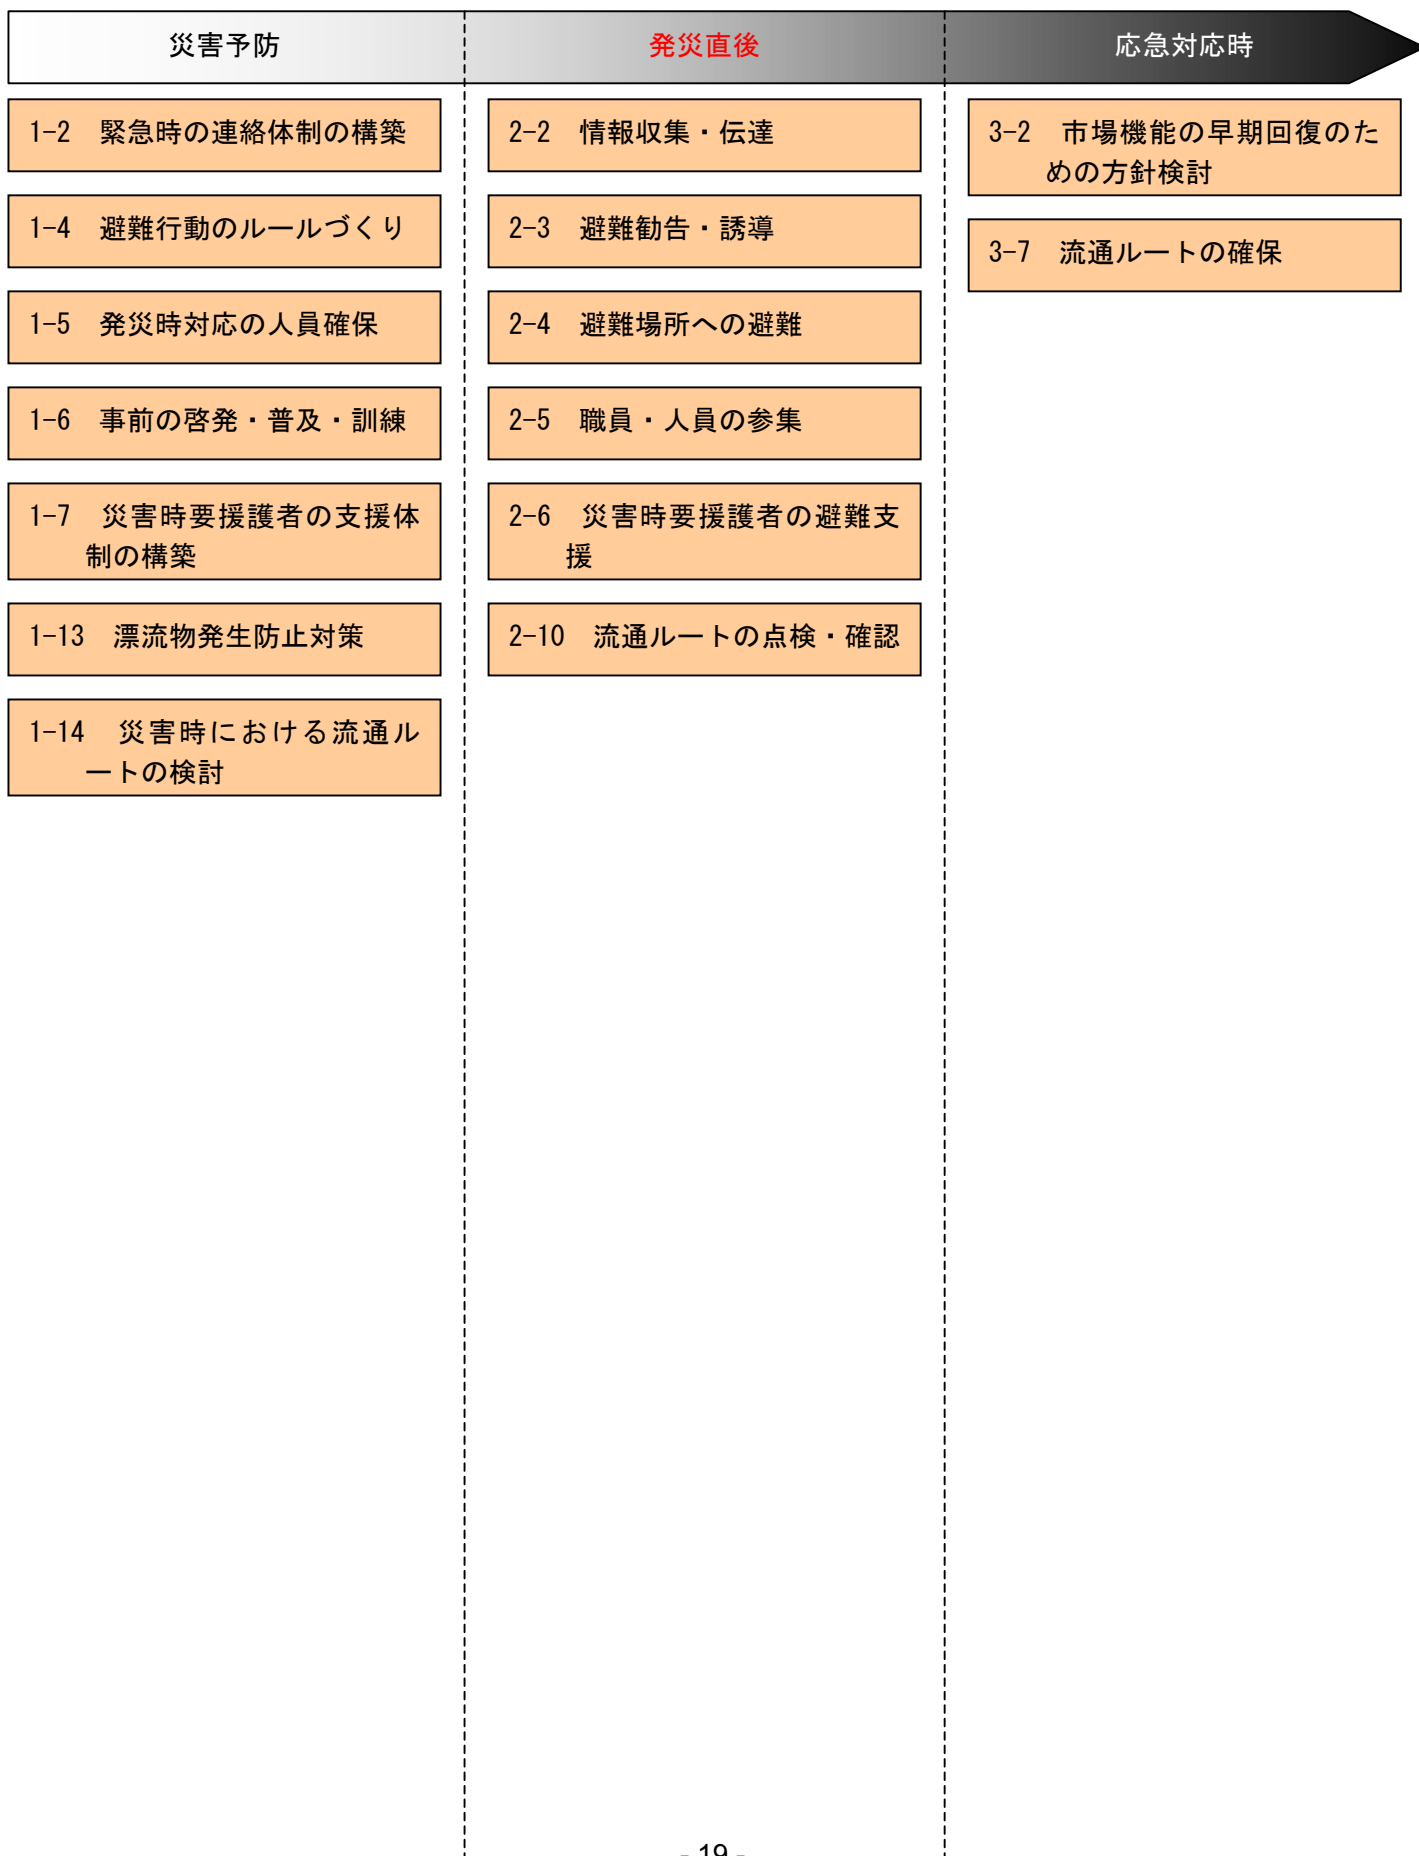 災害予防
発災直後
応急対応時
1-2　緊急時の連絡体制の構築
1-4　避難行動のルールづくり
1-5　発災時対応の人員確保
1-6　事前の啓発・普及・訓練
1-7　災害時要援護者の支援体
制の構築
1-13　漂流物発生防止対策
1-14　災害時における流通ル
ートの検討
2-2　情報収集・伝達
2-3　避難勧告・誘導
2-4　避難場所への避難
2-5　職員・人員の参集
2-6　災害時要援護者の避難支
援
2-10　流通ルートの点検・確認
3-2　市場機能の早期回復のた
めの方針検討
3-7　流通ルートの確保
- 19 -